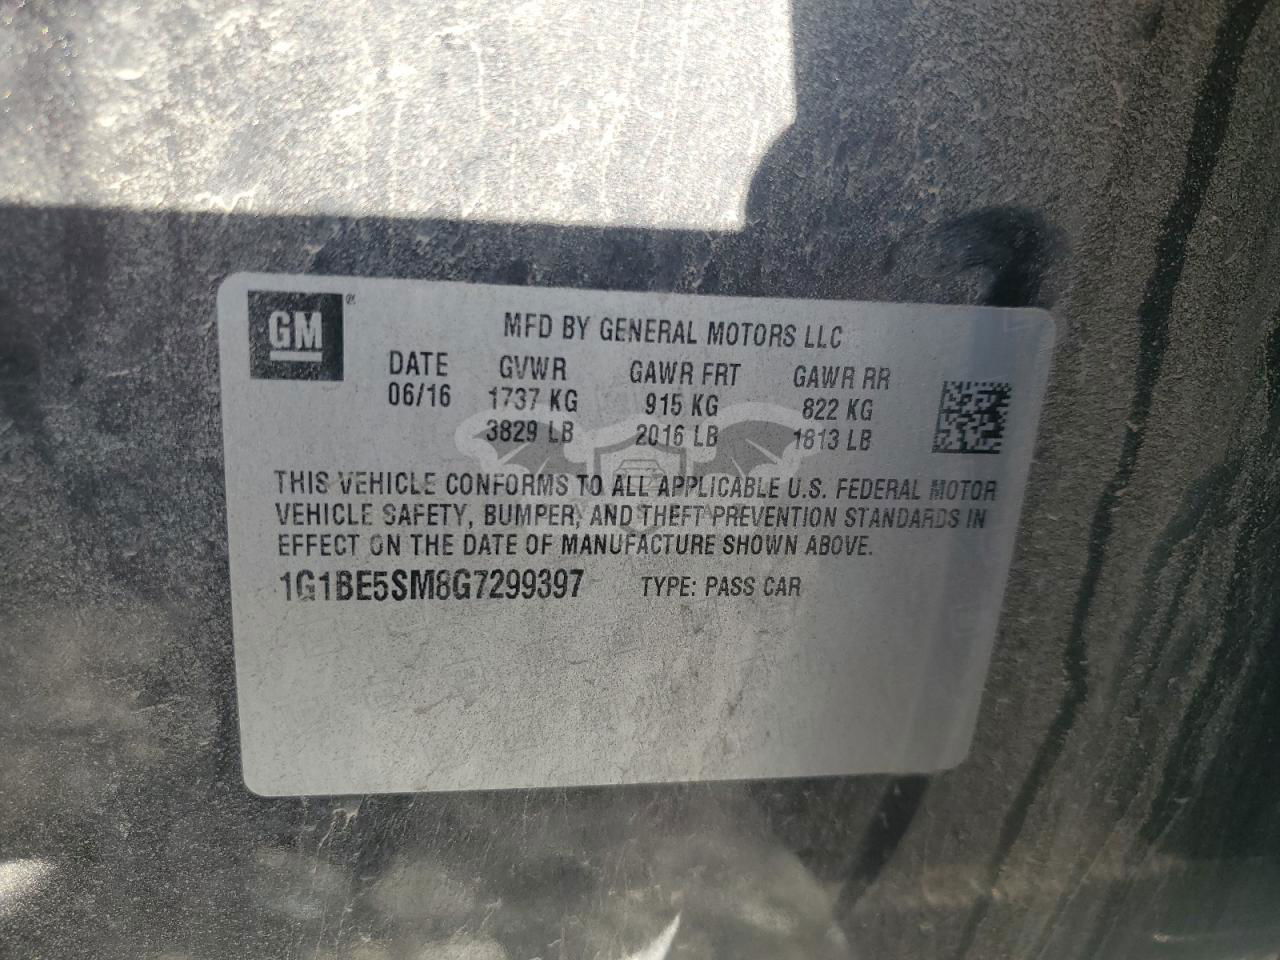 GM®
MFD BY GENERAL MOTORS LLC
DATE GVWR GAWR FRT GAWR RR
06/16 1737 KG 915 KG 822 KG
3829 LB 2016 LB 1813 LB
THIS VEHICLE CONFORMS TO ALL APPLICABLE U.S. FEDERAL MOTOR
VEHICLE SAFETY, BUMPER, AND THEFT PREVENTION STANDARDS IN
EFFECT ON THE DATE OF MANUFACTURE SHOWN ABOVE.
1G1BE5SM8G7299397 TYPE: PASS CAR